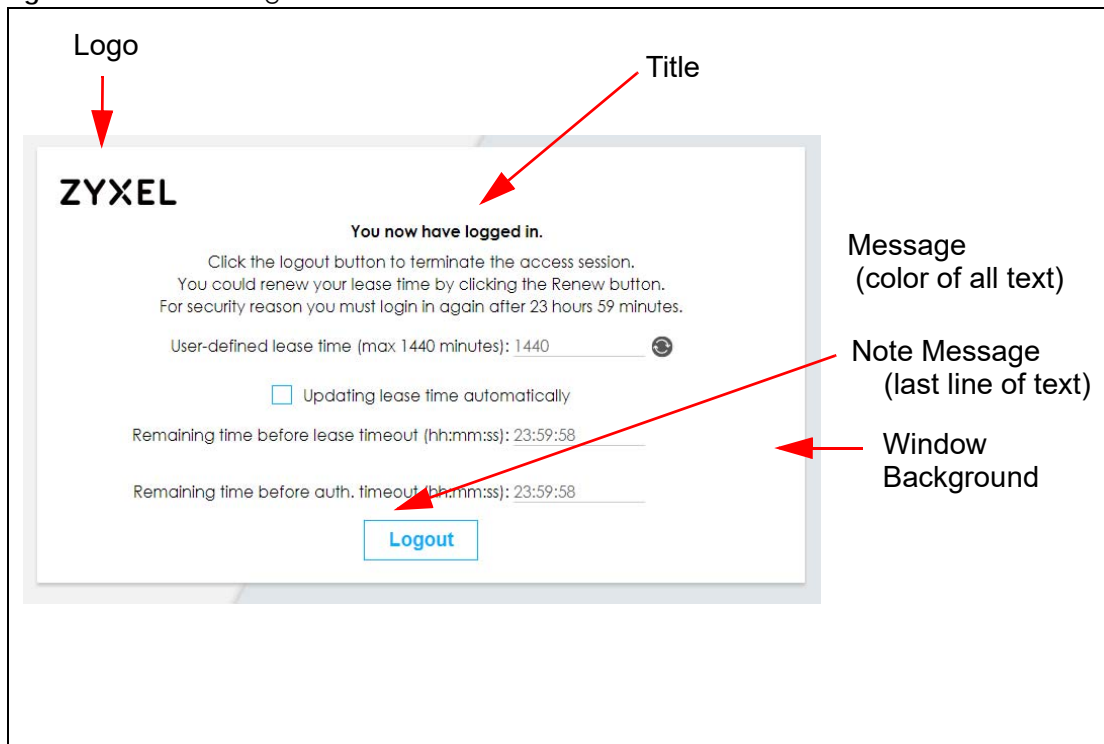 Logo
Title
ZYXEL
You now have logged in.
Click the logout button to terminate the access session.
You could renew your lease time by clicking the Renew button.
For security reason you must login in again after 23 hours 59 minutes.
User-defined lease time (max 1440 minutes): 1440
Updating lease time automatically
Remaining time before lease timeout (hh:mm:ss): 23:59:58
Remaining time before auth. timeout (hh:mm:ss): 23:59:58
Logout
Message
(color of all text)
Note Message
(last line of text)
Window
Background